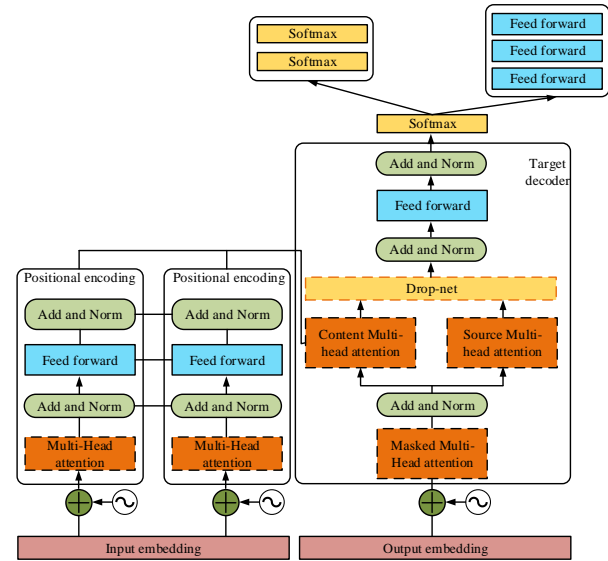 Softmax
Softmax
Feed forward
Feed forward
Feed forward
Softmax
Target
decoder
Add and Norm
Feed forward
Add and Norm
Drop-net
Content Multi-
head attention
Source Multi-
head attention
Add and Norm
Masked Multi-
Head attention
Positional encoding
Add and Norm
Feed forward
Add and Norm
Multi-Head
attention
Positional encoding
Add and Norm
Feed forward
Add and Norm
Multi-Head
attention
Input embedding
Output embedding